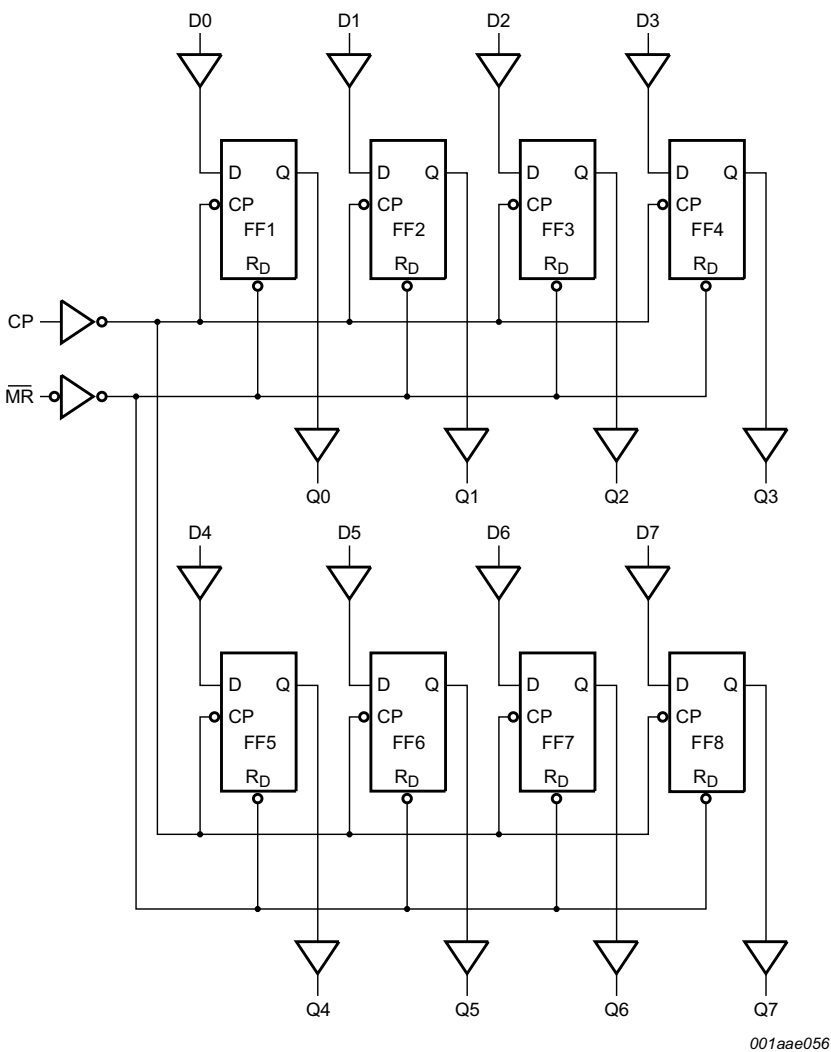 D0 D1 D2 D3
D Q D Q D Q D Q
CP CP CP CP
FF1 FF2 FF3 FF4
RD RD RD RD
CP
M̅R̅
Q0 Q1 Q2 Q3
D4 D5 D6 D7
D Q D Q D Q D Q
CP CP CP CP
FF5 FF6 FF7 FF8
RD RD RD RD
Q4 Q5 Q6 Q7
001aae056